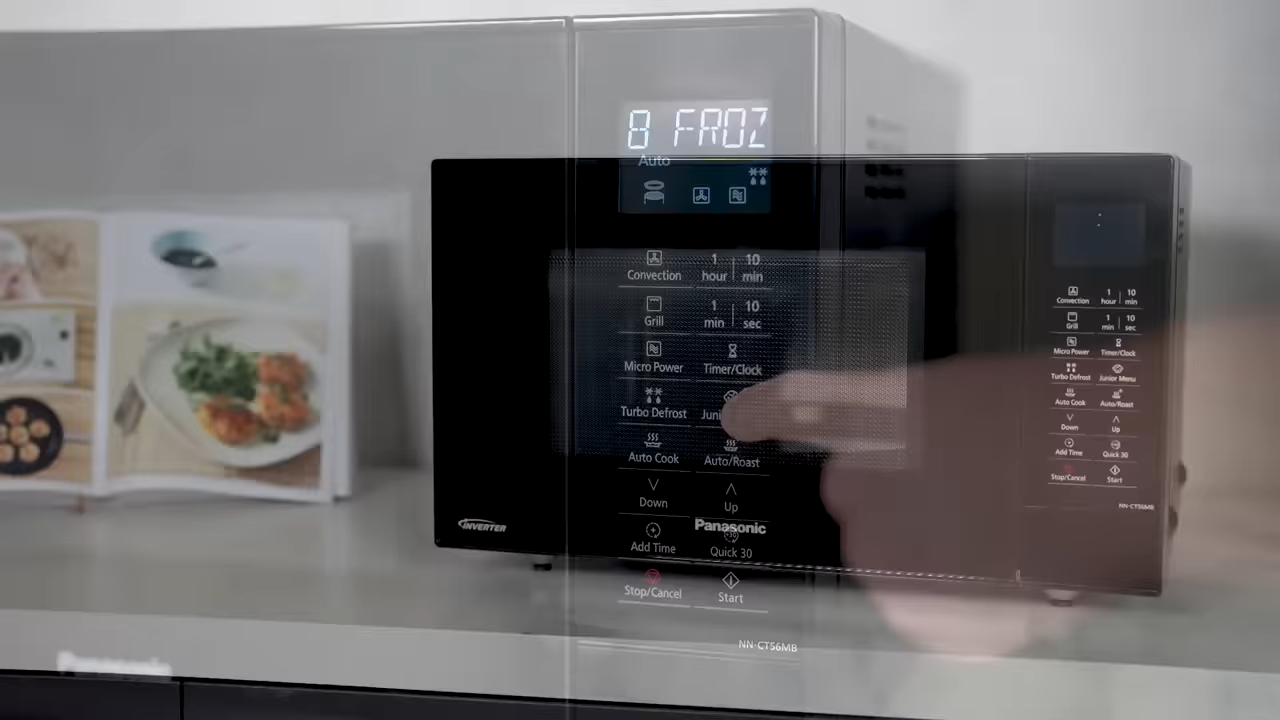 8 FROZ
Auto
Convection
1 hour
10 min
Grill
1 min
10 sec
Micro Power
Timer/Clock
Turbo Defrost
Auto Cook
Auto/Roast
Down
Up
Add Time
Quick 30
Stop/Cancel
Start
NN-CT56MB
INVERTER
Panasonic
Convection
1 hour
10 min
Grill
1 min
10 sec
Micro Power
Timer/Clock
Turbo Defrost
Junior Menu
Auto Cook
Auto/Roast
Down
Up
Add Time
Quick 30
Stop/Cancel
Start
NN-CT56MB
Panasonic